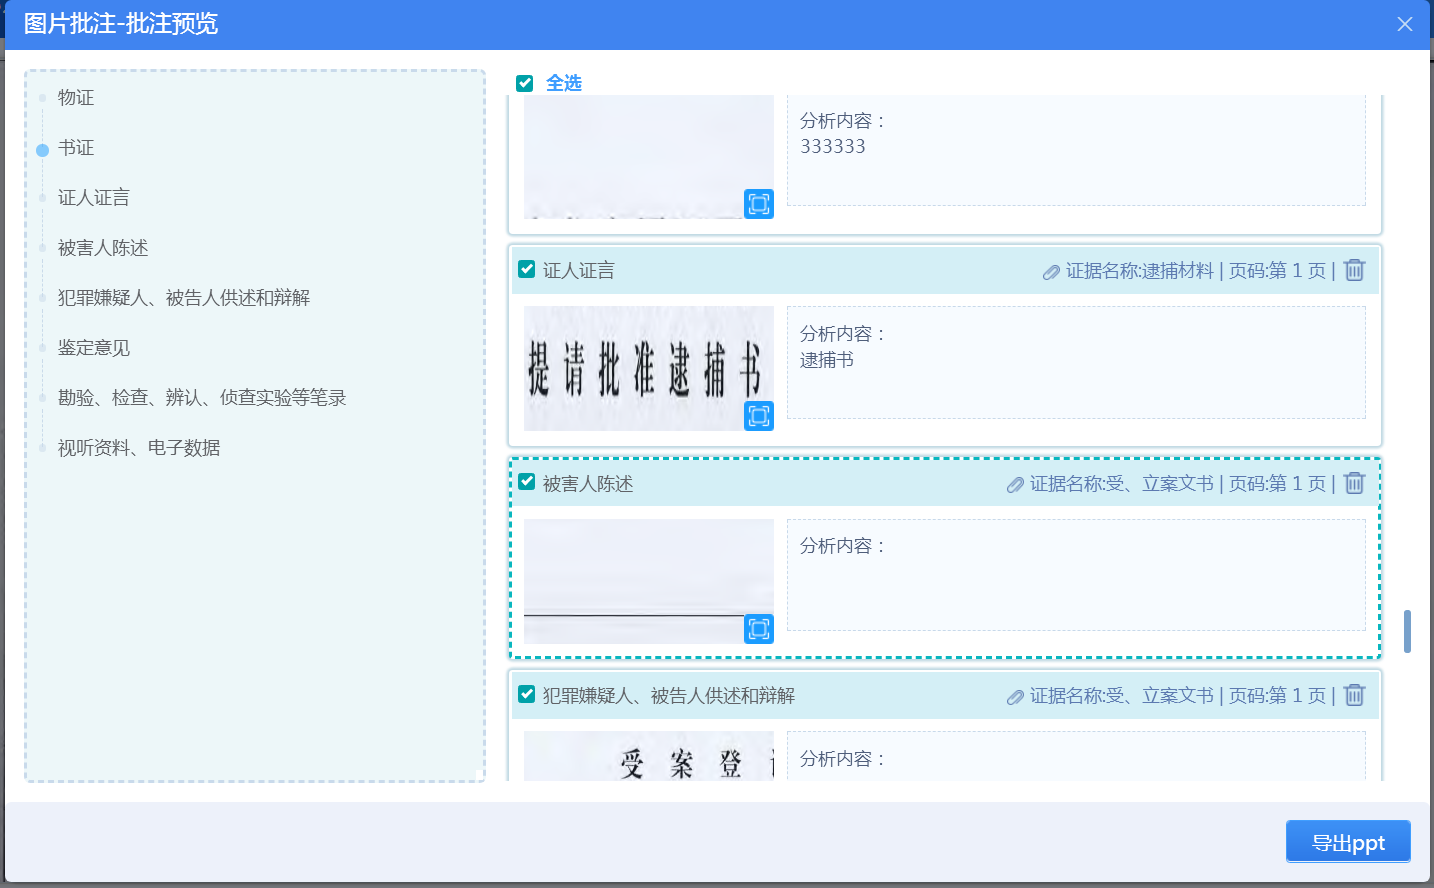 图片批注-批注预览
物证
书证
证人证言
被害人陈述
犯罪嫌疑人、被告人供述和辩解
鉴定意见
勘验、检查、辨认、侦查实验等笔录
视听资料、电子数据
全选
分析内容：
333333
证人证言
证据名称:逮捕材料 | 页码:第 1 页 |
提请批准逮捕书
分析内容：
逮捕书
被害人陈述
证据名称:受、立案文书 | 页码:第 1 页 |
分析内容：
犯罪嫌疑人、被告人供述和辩解
证据名称:受、立案文书 | 页码:第 1 页 |
受案登
分析内容：
导出ppt